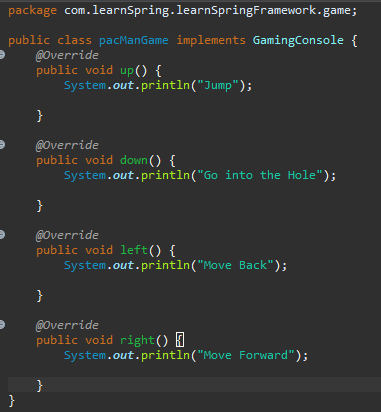 package com.learnSpring.learnSpringFramework.game;
public class pacManGame implements GamingConsole {
@Override
public void up() {
System.out.println("Jump");
}
@Override
public void down() {
System.out.println("Go into the Hole");
}
@Override
public void left() {
System.out.println("Move Back");
}
@Override
public void right() {
System.out.println("Move Forward");
}
}